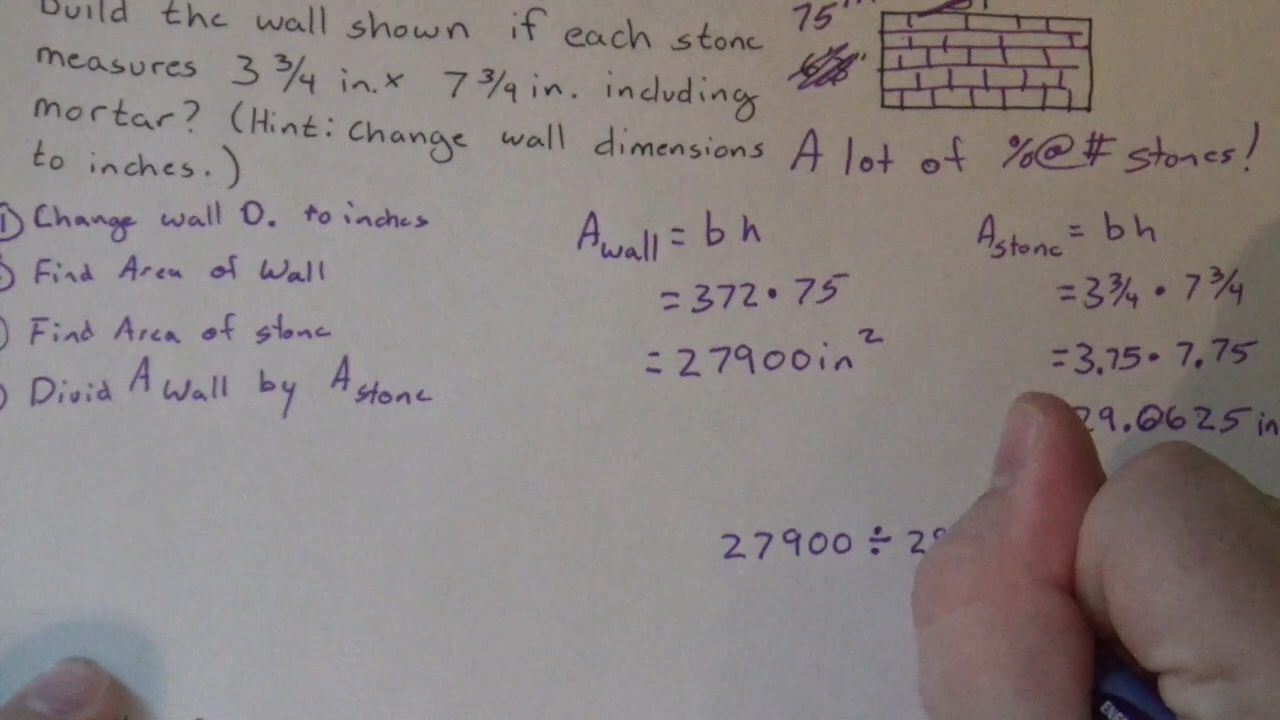 Build the wall shown if each stone
measures 3 3/4 in. x 7 3/4 in. including
mortar? (Hint: Change wall dimensions
to inches.)
75"
A lot of %@# stones!
① Change wall D. to inches
Find Area of Wall
Find Area of stone
Divid A wall by A stone
A wall = b h
= 372 • 75
= 27900 in²
A stone = b h
= 3 3/4 • 7 3/4
= 3.75 • 7.75
29.0625 in
27900 ÷ 29